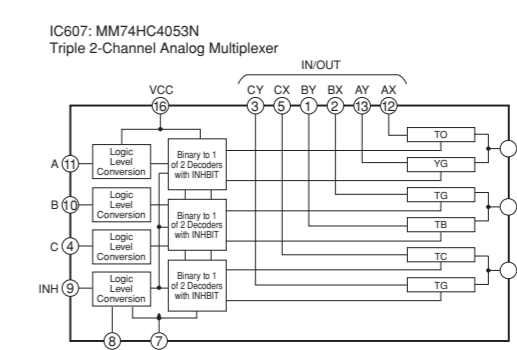 IC607: MM74HC4053N
Triple 2-Channel Analog Multiplexer
IN/OUT
VCC CY CX BY BX AY AX
16 3 5 1 2 13 12
TO
A 11
Logic
Level
Conversion
Binary to 1
of 2 Decoders
with INHBIT
YG
B 10
Logic
Level
Conversion
TG
Binary to 1
of 2 Decoders
with INHBIT
TB
C 4
Logic
Level
Conversion
TC
INH 9
Logic
Level
Conversion
Binary to 1
of 2 Decoders
with INHBIT
TG
8 7